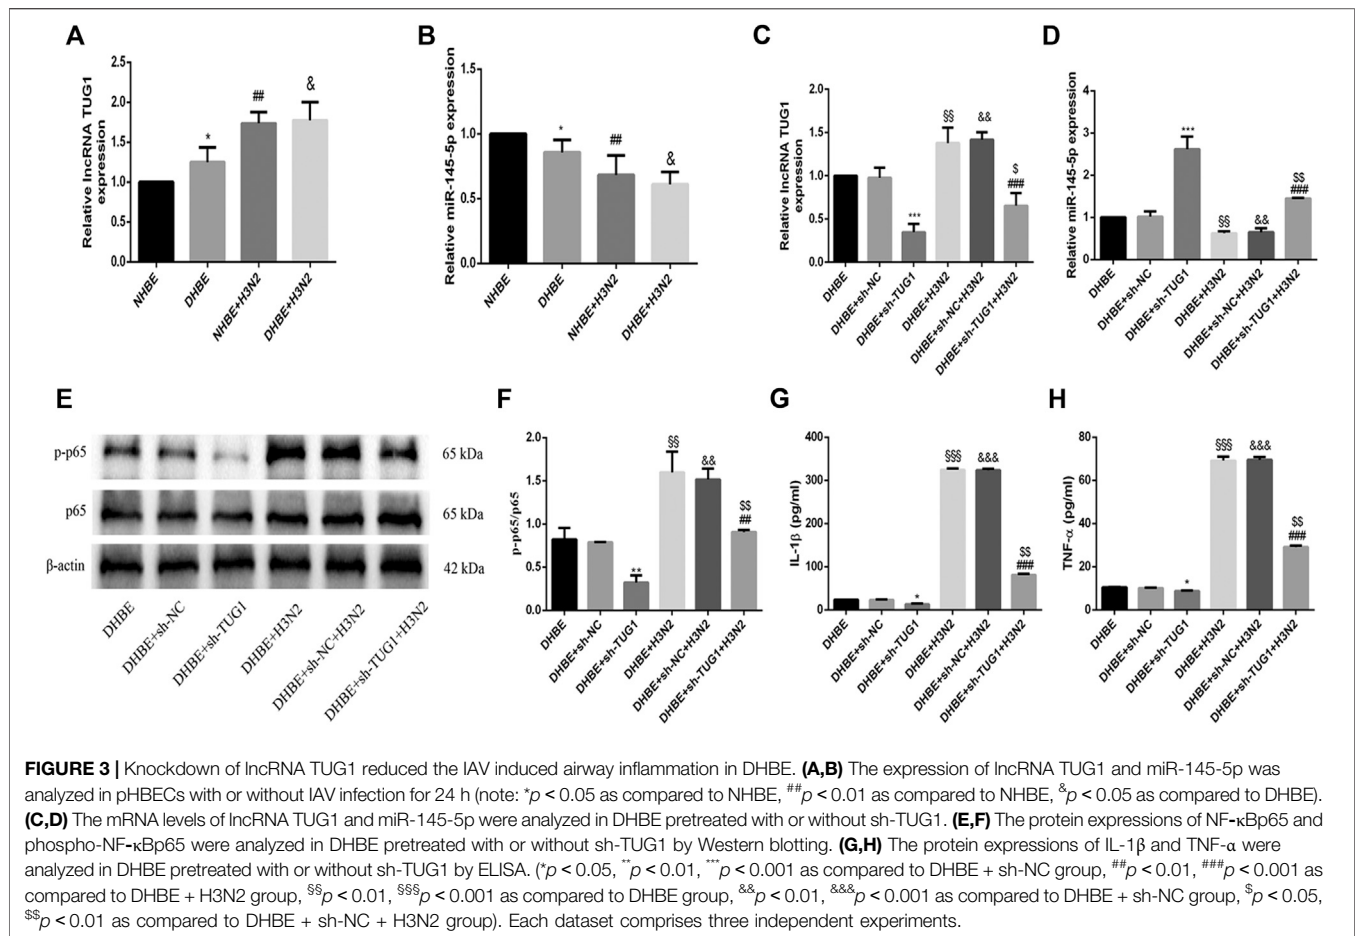 A
Relative lncRNA TUG1
expression
2.5
2.0
1.5
1.0
0.5
0.0
*
##
&
NHBE
DHBE
NHBE+H3N2
DHBE+H3N2
B
Relative miR-145-5p expression
1.5
1.0
0.5
0.0
*
##
&
NHBE
DHBE
NHBE+H3N2
DHBE+H3N2
C
Relative lncRNA TUG1
expression
2.0
1.5
1.0
0.5
0.0
***
§§
&&
$
###
DHBE
DHBE+sh-NC
DHBE+sh-TUG1
DHBE+H3N2
DHBE+sh-NC+H3N2
DHBE+sh-TUG1+H3N2
D
Relative miR-145-5p expression
4
3
2
1
0
***
§§
&&
$$
###
DHBE
DHBE+sh-NC
DHBE+sh-TUG1
DHBE+H3N2
DHBE+sh-NC+H3N2
DHBE+sh-TUG1+H3N2
E
p-p65
65 kDa
p65
65 kDa
β-actin
42 kDa
DHBE
DHBE+sh-NC
DHBE+sh-TUG1
DHBE+H3N2
DHBE+sh-NC+H3N2
DHBE+sh-TUG1+H3N2
F
p-p65/p65
2.0
1.5
1.0
0.5
0.0
**
§§
&&
$$
##
DHBE
DHBE+sh-NC
DHBE+sh-TUG1
DHBE+H3N2
DHBE+sh-NC+H3N2
DHBE+sh-TUG1+H3N2
G
IL-1β (pg/ml)
400
300
200
100
0
*
§§§
&&&
$$
###
DHBE
DHBE+sh-NC
DHBE+sh-TUG1
DHBE+H3N2
DHBE+sh-NC+H3N2
DHBE+sh-TUG1+H3N2
H
TNF-α (pg/ml)
80
60
40
20
0
*
§§§
&&&
$$
###
DHBE
DHBE+sh-NC
DHBE+sh-TUG1
DHBE+H3N2
DHBE+sh-NC+H3N2
DHBE+sh-TUG1+H3N2
FIGURE 3 | Knockdown of lncRNA TUG1 reduced the IAV induced airway inflammation in DHBE. (A,B) The expression of lncRNA TUG1 and miR-145-5p was
analyzed in pHBECs with or without IAV infection for 24 h (note: *p < 0.05 as compared to NHBE, ##p < 0.01 as compared to NHBE, &p < 0.05 as compared to DHBE).
(C,D) The mRNA levels of lncRNA TUG1 and miR-145-5p were analyzed in DHBE pretreated with or without sh-TUG1. (E,F) The protein expressions of NF-κBp65 and
phospho-NF-κBp65 were analyzed in DHBE pretreated with or without sh-TUG1 by Western blotting. (G,H) The protein expressions of IL-1β and TNF-α were
analyzed in DHBE pretreated with or without sh-TUG1 by ELISA. (*p < 0.05, **p < 0.01, ***p < 0.001 as compared to DHBE + sh-NC group, ##p < 0.01, ###p < 0.001 as
compared to DHBE + H3N2 group, §§p < 0.01, §§§p < 0.001 as compared to DHBE group, &&p < 0.01, &&&p < 0.001 as compared to DHBE + sh-NC group, $p < 0.05,
$$p < 0.01 as compared to DHBE + sh-NC + H3N2 group). Each dataset comprises three independent experiments.